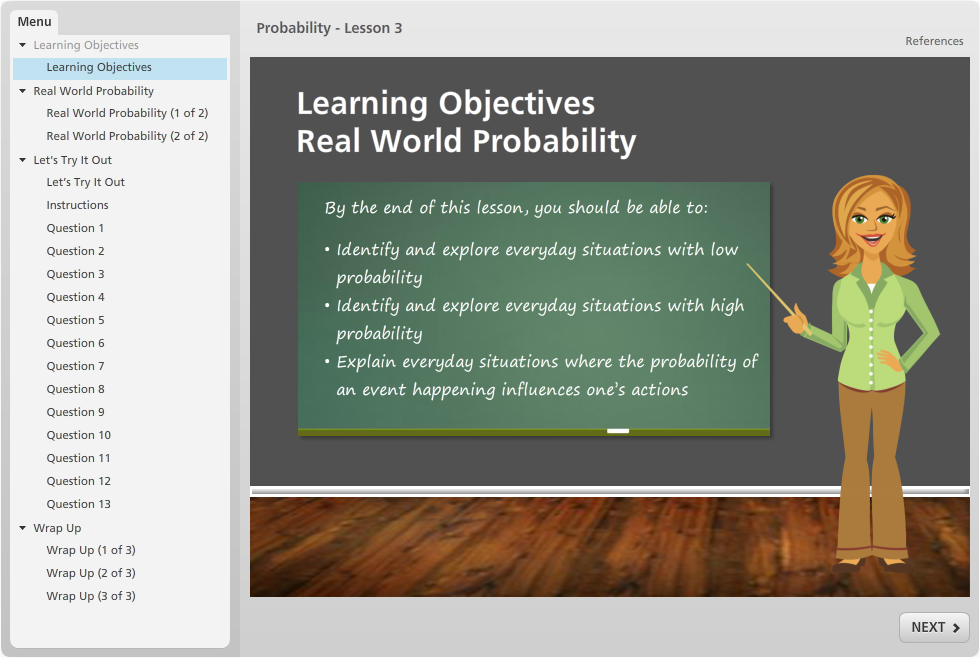 Menu
Learning Objectives
Learning Objectives
Real World Probability
Real World Probability (1 of 2)
Real World Probability (2 of 2)
Let's Try It Out
Let's Try It Out
Instructions
Question 1
Question 2
Question 3
Question 4
Question 5
Question 6
Question 7
Question 8
Question 9
Question 10
Question 11
Question 12
Question 13
Wrap Up
Wrap Up (1 of 3)
Wrap Up (2 of 3)
Wrap Up (3 of 3)
Probability - Lesson 3
References
Learning Objectives
Real World Probability
By the end of this lesson, you should be able to:
• Identify and explore everyday situations with low
probability
• Identify and explore everyday situations with high
probability
• Explain everyday situations where the probability of
an event happening influences one's actions
NEXT